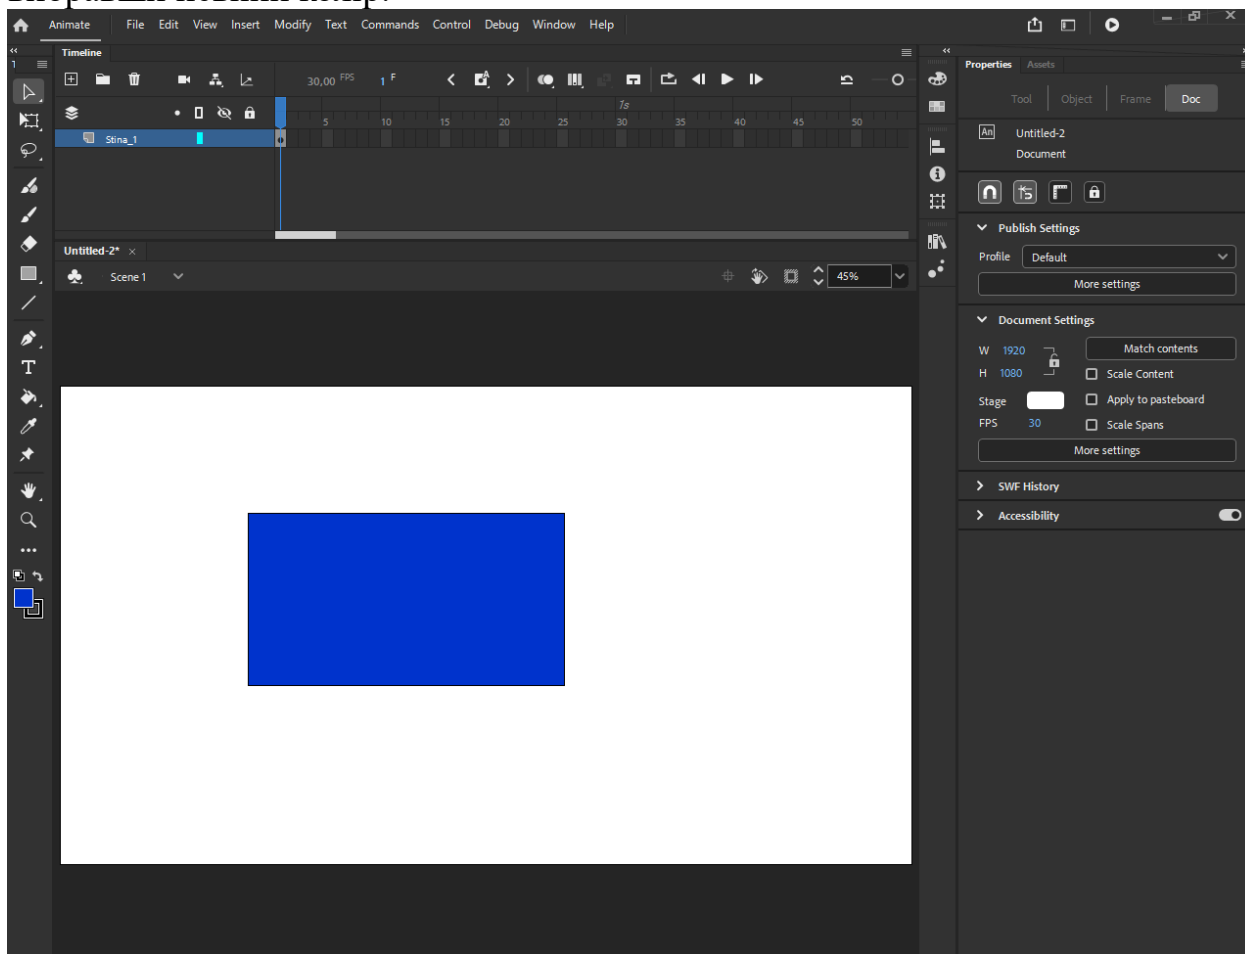 вибравши новий колір.
Animate File Edit View Insert Modify Text Commands Control Debug Window Help
Timeline
30,00 FPS 1 F
1s
5 10 15 20 25 30 35 40 45 50
Stina_1
Untitled-2* ×
Scene 1 45%
Properties Assets
Tool Object Frame Doc
An Untitled-2
Document
Publish Settings
Profile Default
More settings
Document Settings
W 1920 Match contents
H 1080 Scale Content
Stage Apply to pasteboard
FPS 30 Scale Spans
More settings
SWF History
Accessibility